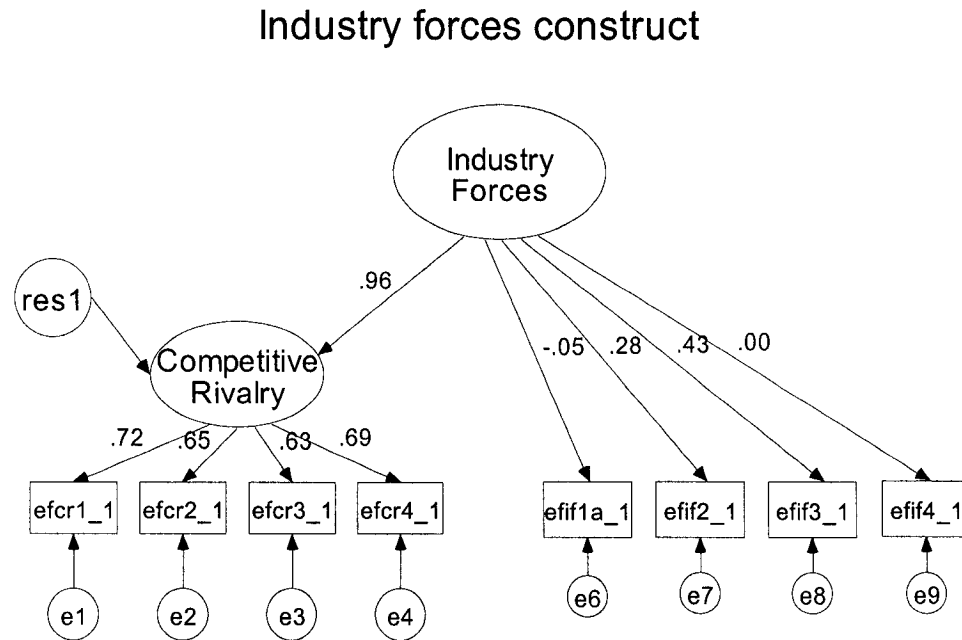 Industry forces construct
Industry
Forces
.96
res1
-.05
.28
.43
.00
Competitive
Rivalry
.72
.65
.63
.69
efcr1_1
efcr2_1
efcr3_1
efcr4_1
efif1a_1
efif2_1
efif3_1
efif4_1
e1
e2
e3
e4
e6
e7
e8
e9